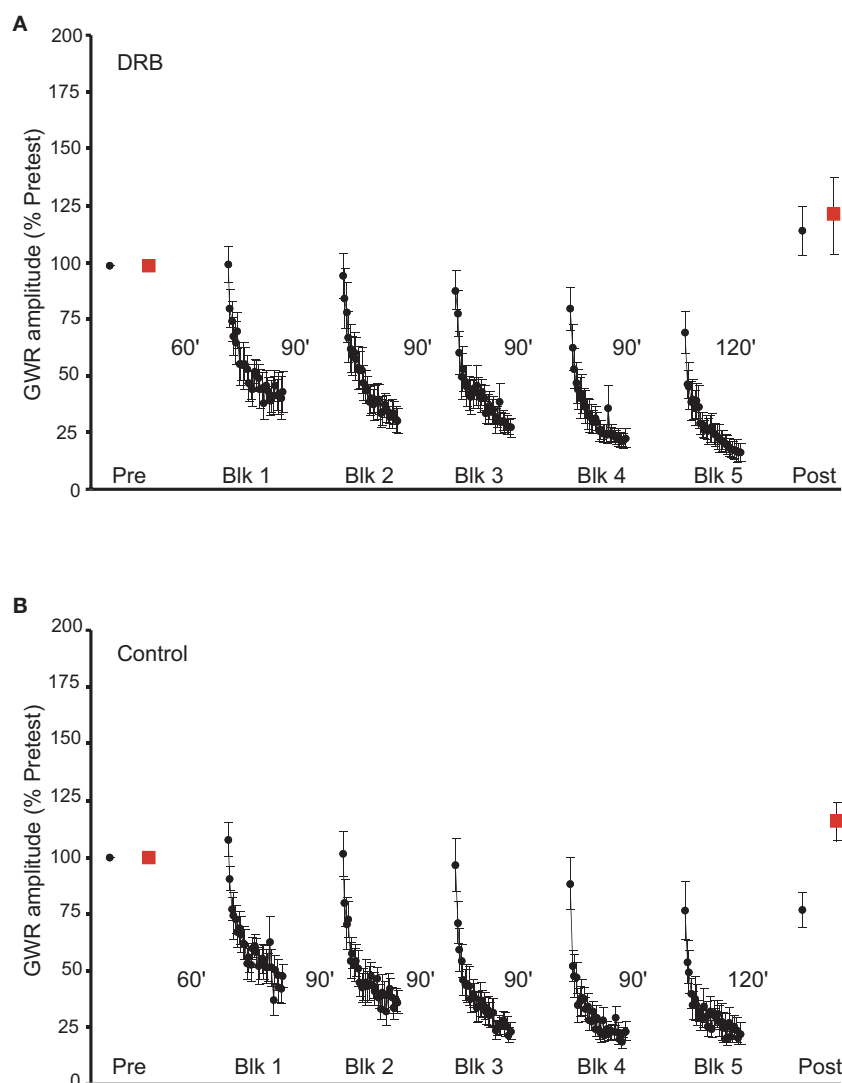 A
200
DRB
175
150
125
100
75
60' 90' 90' 90' 90' 120'
50
25
0
Pre Blk 1 Blk 2 Blk 3 Blk 4 Blk 5 Post
GWR amplitude (% Pretest)
B
200
Control
175
150
125
100
75
60' 90' 90' 90' 90' 120'
50
25
0
Pre Blk 1 Blk 2 Blk 3 Blk 4 Blk 5 Post
GWR amplitude (% Pretest)